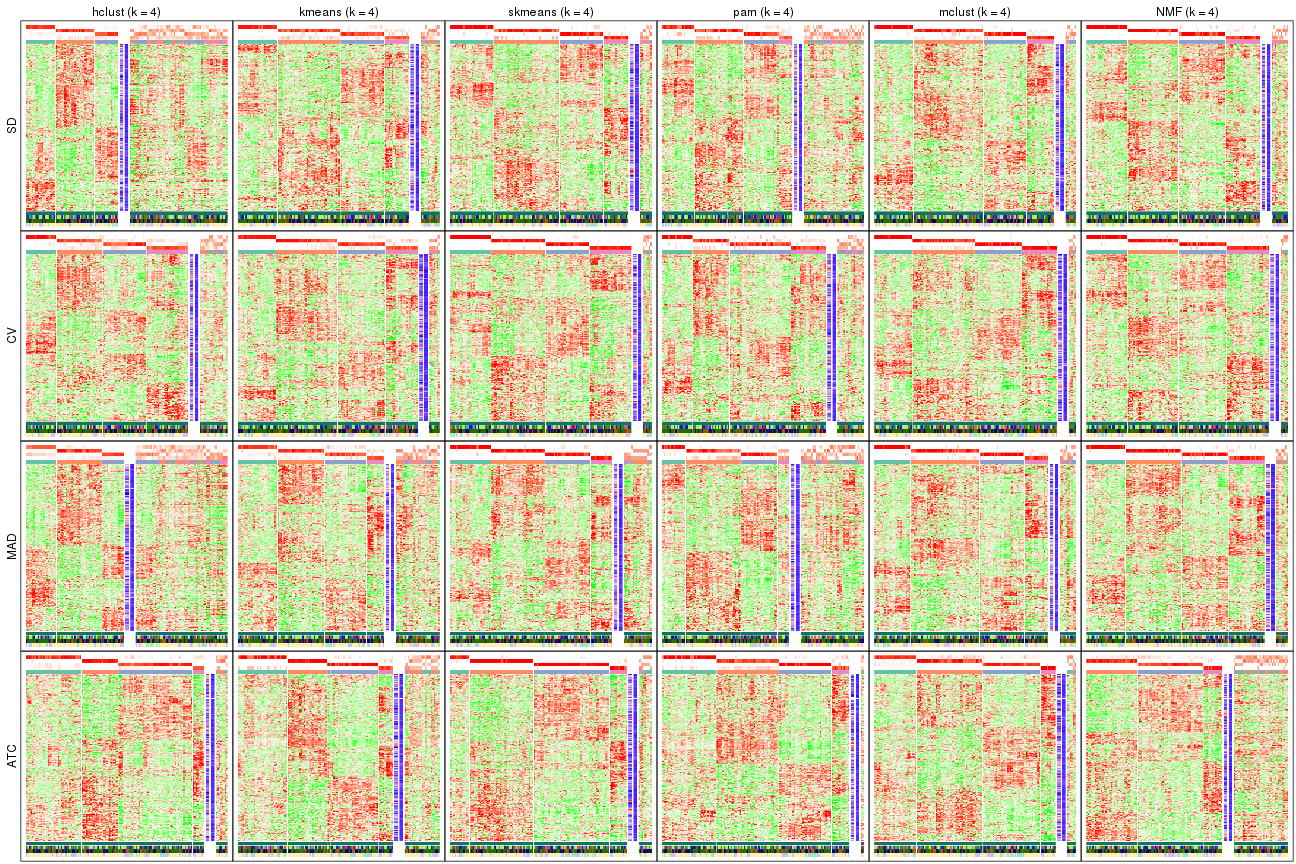 hclust (k = 4) kmeans (k = 4) skmeans (k = 4) pam (k = 4) mclust (k = 4) NMF (k = 4)
SD
CV
MAD
ATC